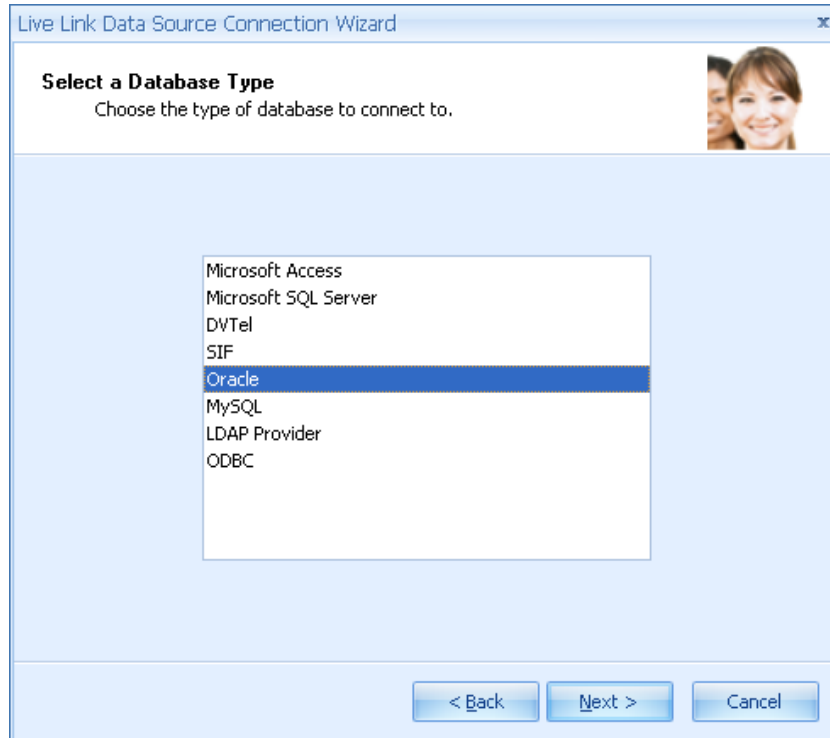 Live Link Data Source Connection Wizard
x
Select a Database Type
Choose the type of database to connect to.
Microsoft Access
Microsoft SQL Server
DVTel
SIF
Oracle
MySQL
LDAP Provider
ODBC
< Back
Next >
Cancel